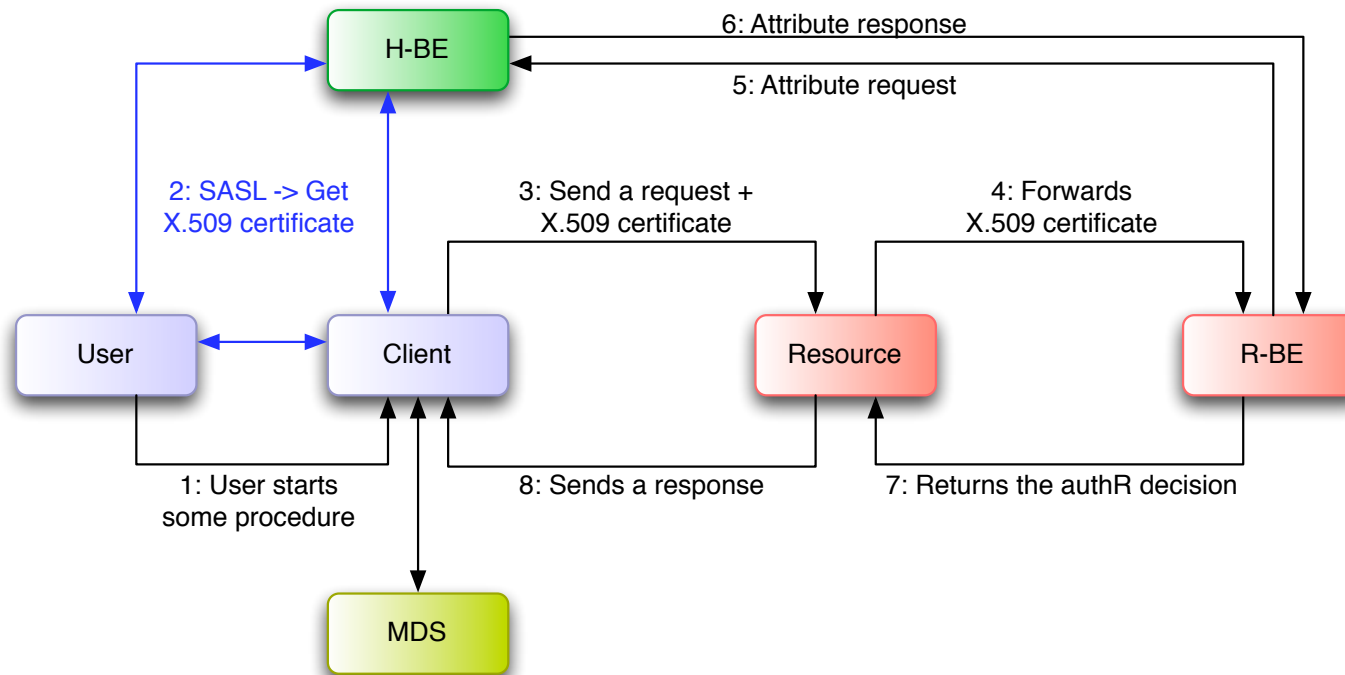 H-BE
6: Attribute response
5: Attribute request
2: SASL -> Get
X.509 certificate
3: Send a request +
X.509 certificate
4: Forwards
X.509 certificate
User
Client
Resource
R-BE
1: User starts
some procedure
8: Sends a response
7: Returns the authR decision
MDS